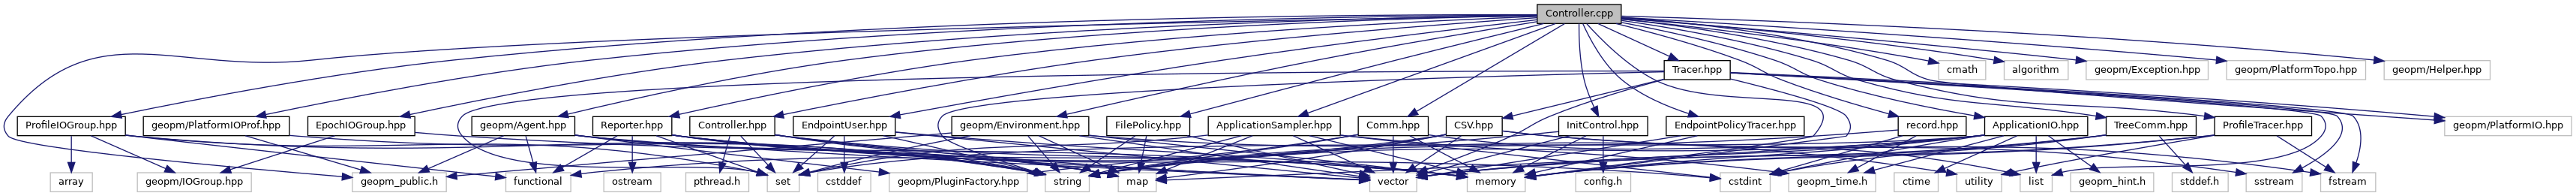 Controller.cpp
Tracer.hpp
cmath
algorithm
geopm/Exception.hpp
geopm/PlatformTopo.hpp
geopm/Helper.hpp
ProfileIOGroup.hpp
geopm/PlatformIOProf.hpp
EpochIOGroup.hpp
geopm/Agent.hpp
Reporter.hpp
Controller.hpp
EndpointUser.hpp
geopm/Environment.hpp
FilePolicy.hpp
ApplicationSampler.hpp
Comm.hpp
CSV.hpp
InitControl.hpp
EndpointPolicyTracer.hpp
record.hpp
ApplicationIO.hpp
TreeComm.hpp
ProfileTracer.hpp
geopm/PlatformIO.hpp
array
geopm/IOGroup.hpp
geopm_public.h
functional
ostream
pthread.h
set
cstddef
geopm/PluginFactory.hpp
string
map
vector
memory
config.h
cstdint
geopm_time.h
ctime
utility
list
geopm_hint.h
stddef.h
sstream
fstream